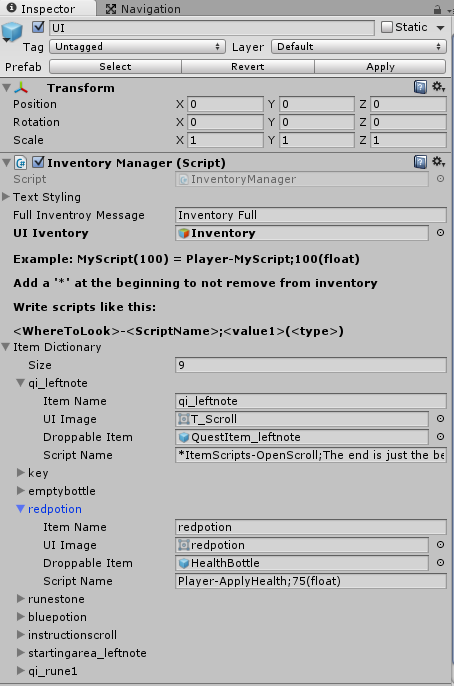 Inspector
Navigation
UI
Static
Tag Untagged Layer Default
Prefab Select Revert Apply
Transform
Position X 0 Y 0 Z 0
Rotation X 0 Y 0 Z 0
Scale X 1 Y 1 Z 1
Inventory Manager (Script)
Script InventoryManager
Text Styling
Full Inventroy Message Inventory Full
UI Iventory Inventory
Example: MyScript(100) = Player-MyScript;100(float)
Add a '*' at the beginning to not remove from inventory
Write scripts like this:
<WhereToLook>-<ScriptName>;<value1>(<type>)
Item Dictionary
Size 9
qi_leftnote
Item Name qi_leftnote
UI Image T_Scroll
Droppable Item QuestItem_leftnote
Script Name *ItemScripts-OpenScroll;The end is just the be
key
emptybottle
redpotion
Item Name redpotion
UI Image redpotion
Droppable Item HealthBottle
Script Name Player-ApplyHealth;75(float)
runestone
bluepotion
instructionscroll
startingarea_leftnote
qi_rune1